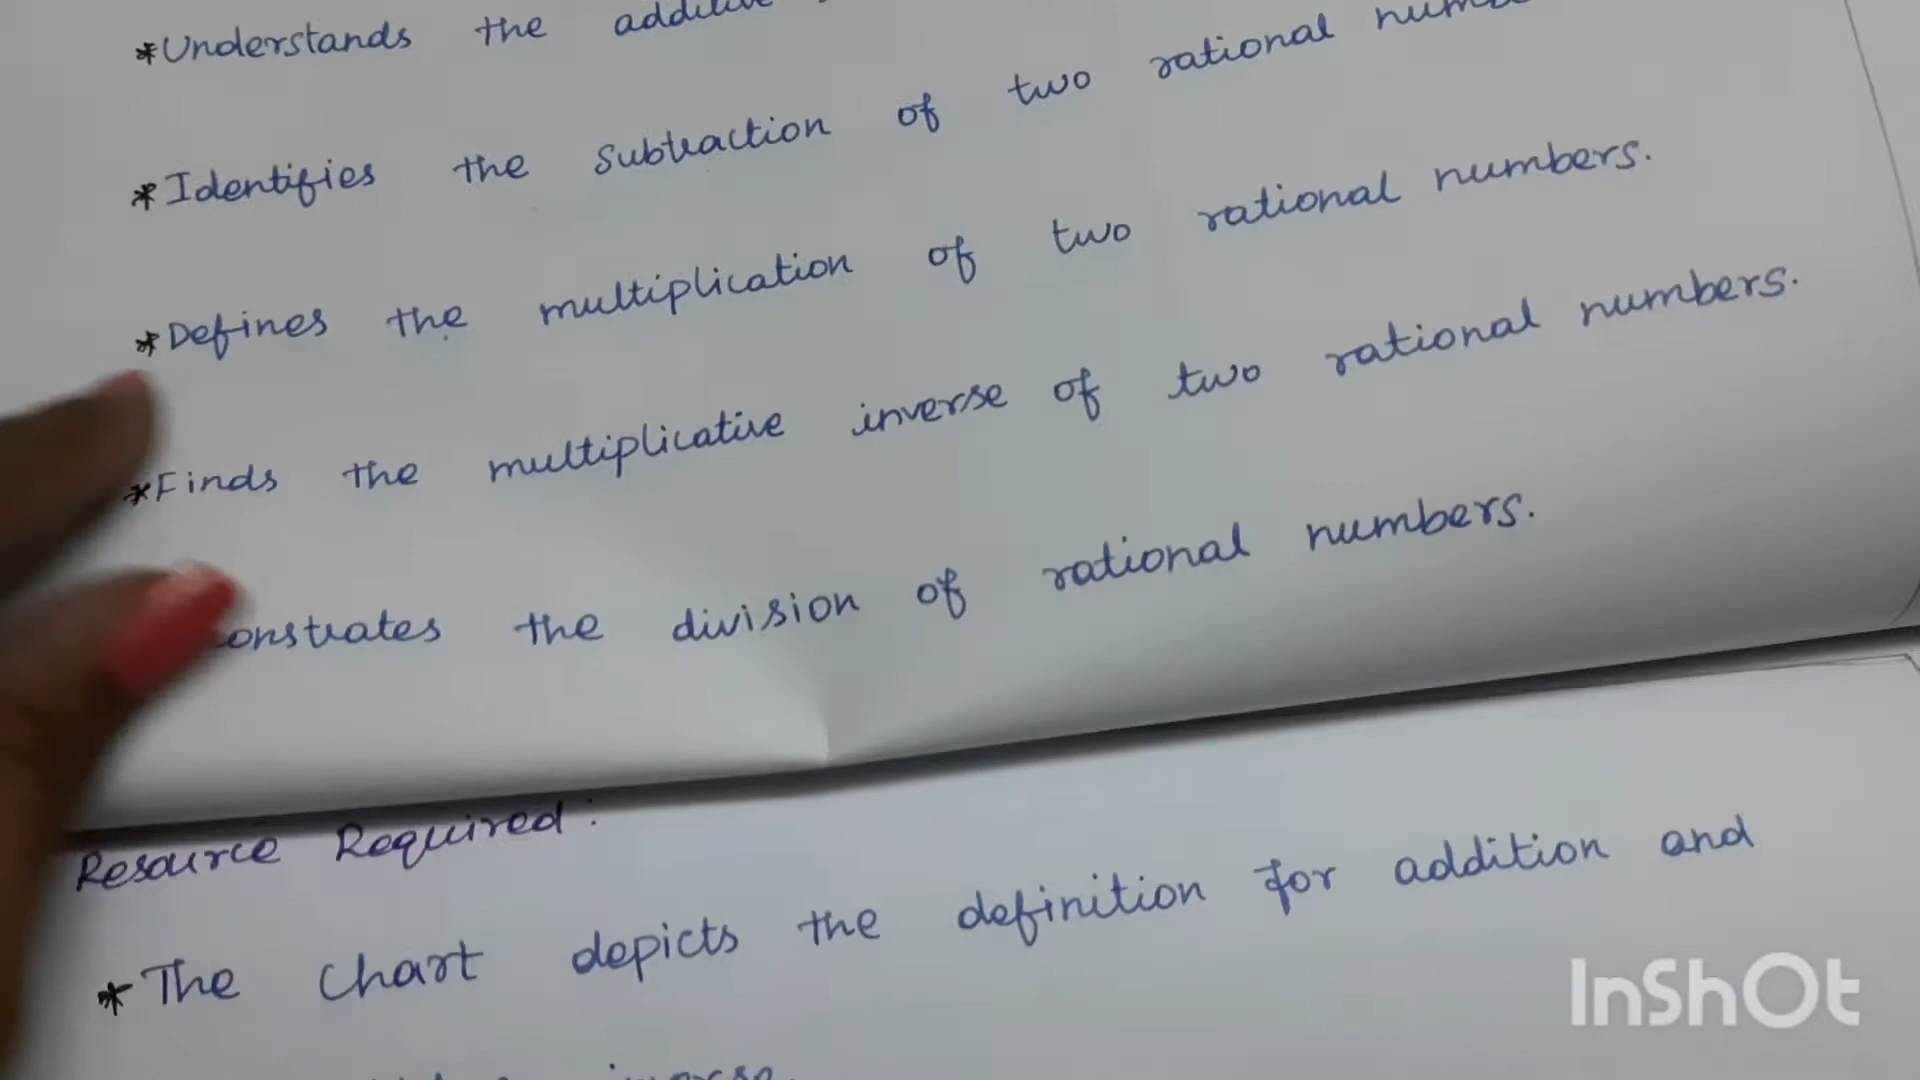 *Understands the additive
*Identifies the subtraction of two rational
*Defines the multiplication of two rational numbers.
*Finds the multiplicative inverse of two rational numbers.
onstrates the division of rational numbers.
Resource Required:
*The Chart depicts the definition for addition and
InShOt